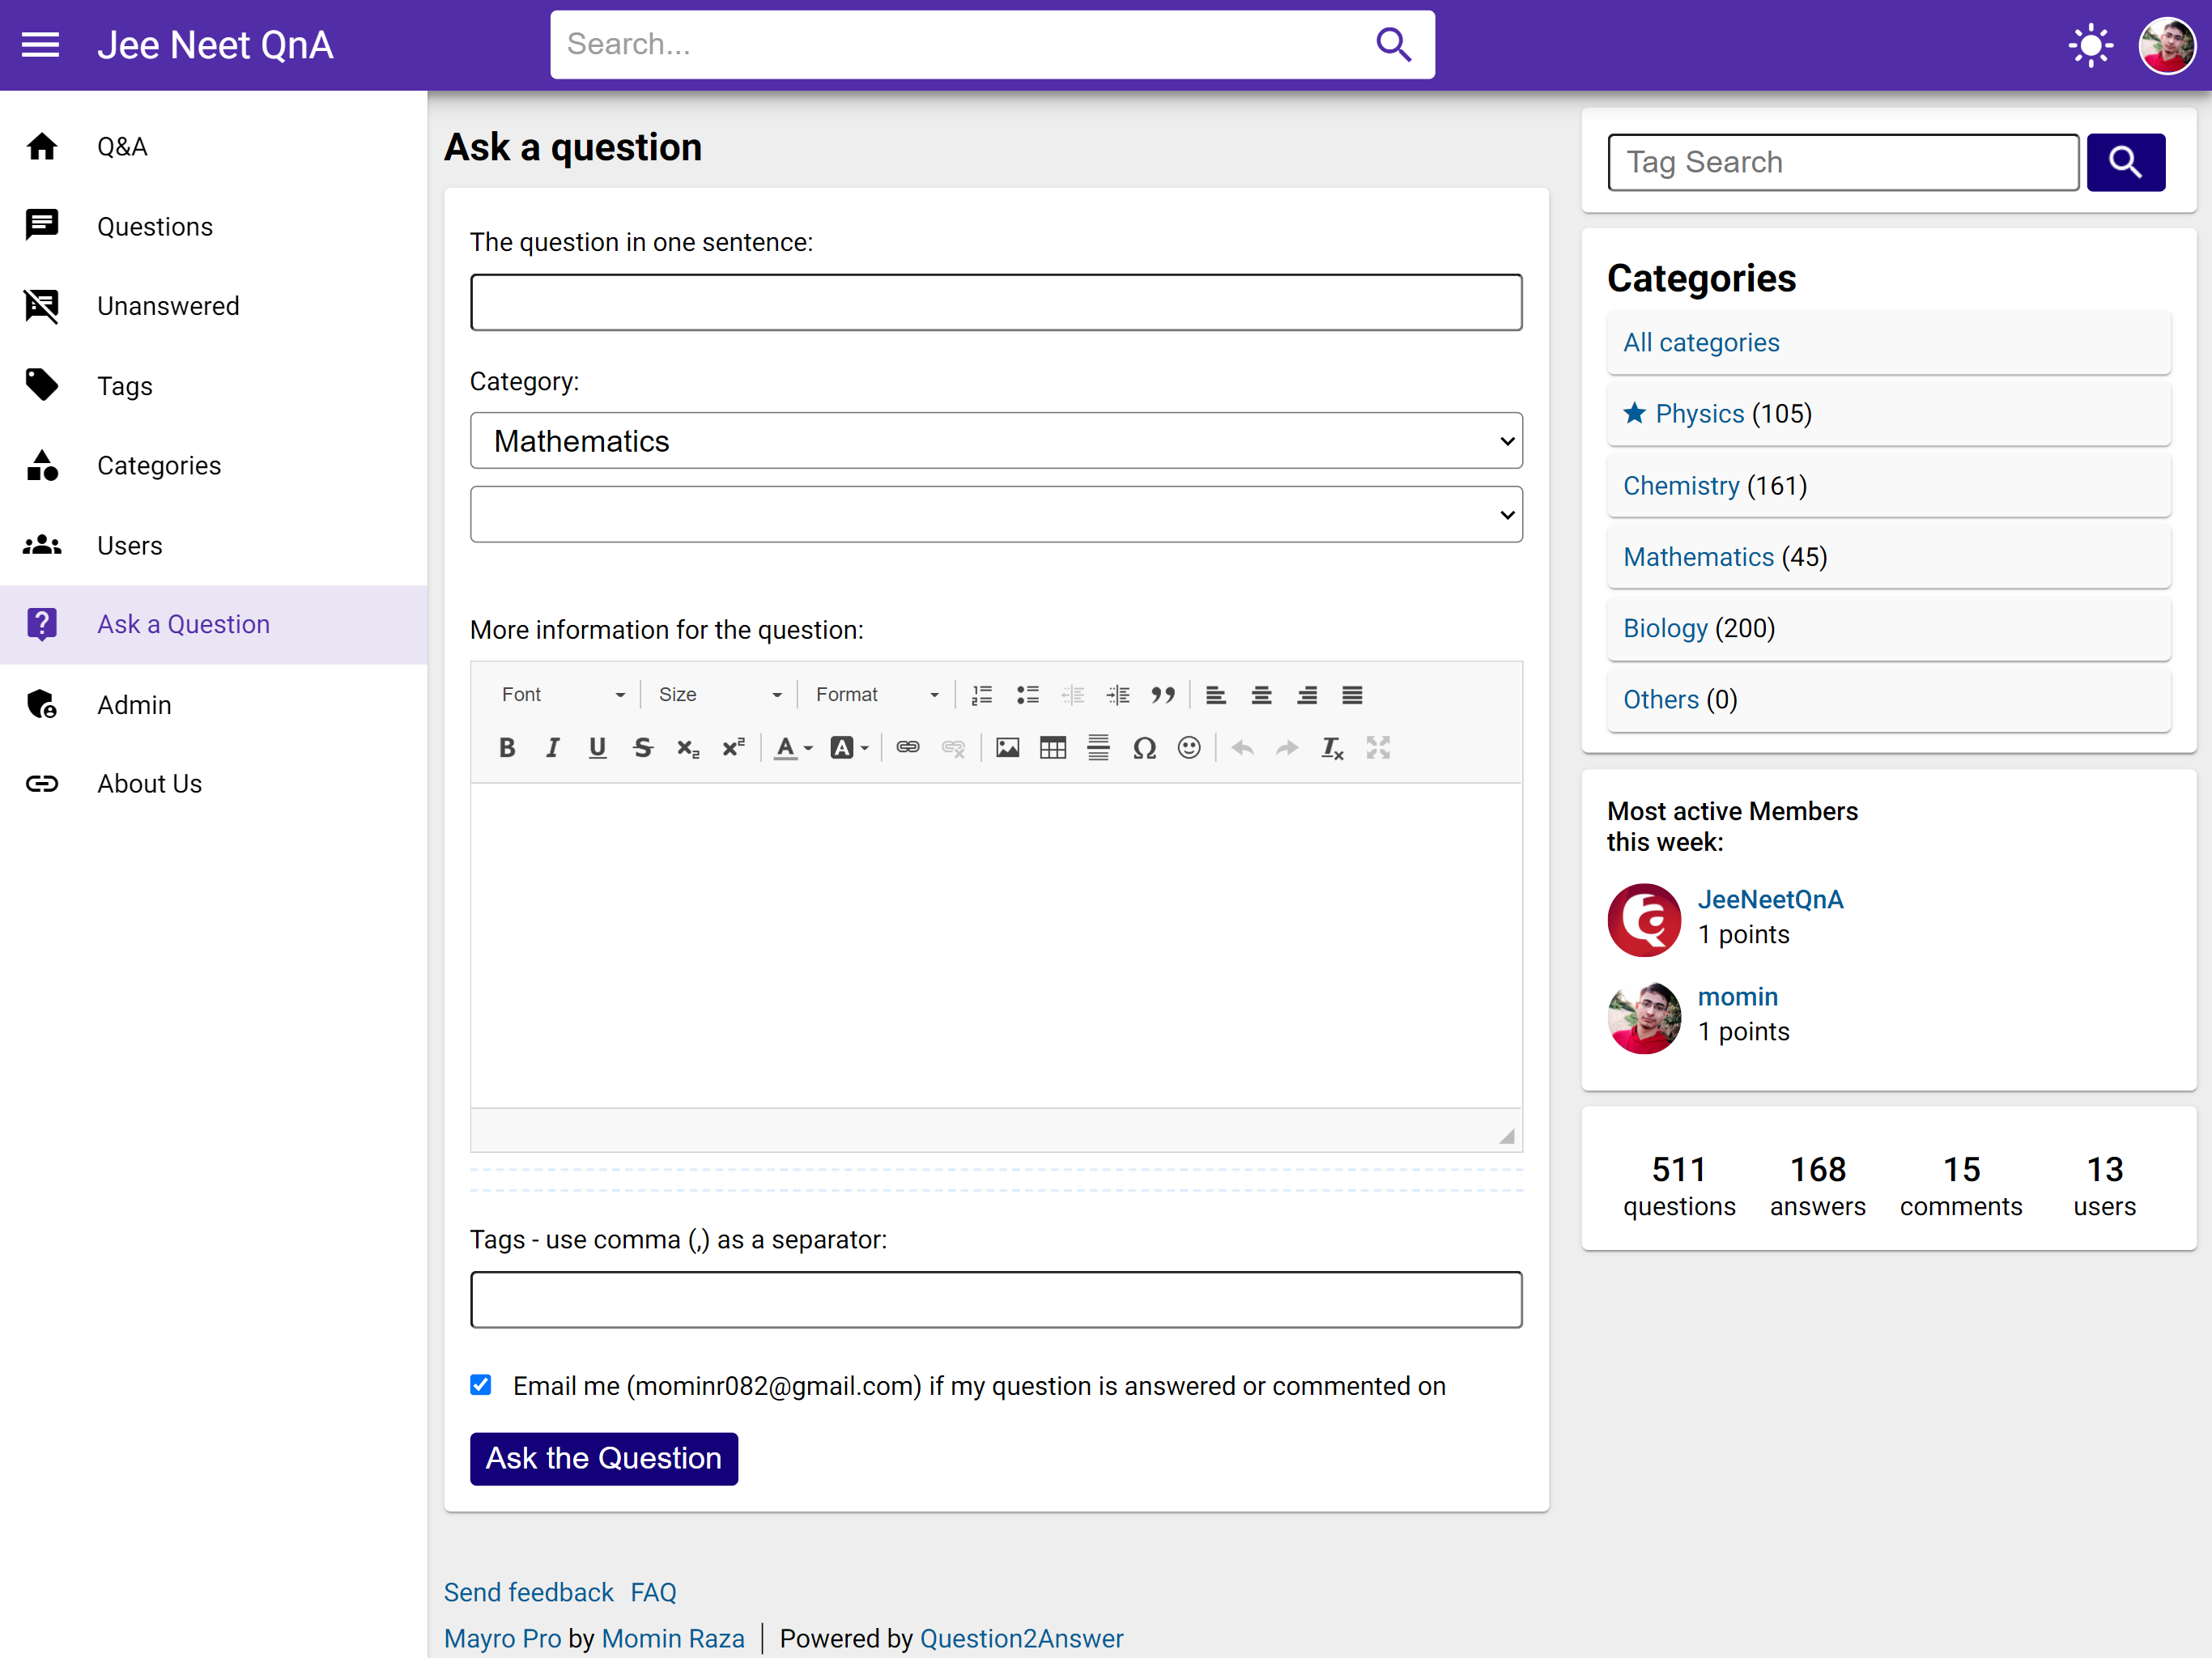 Jee Neet QnA
Search...
Q&A
Questions
Unanswered
Tags
Categories
Users
Ask a Question
Admin
About Us
Ask a question
The question in one sentence:
Category:
Mathematics
More information for the question:
Font Size Format
Tags - use comma (,) as a separator:
Email me (mominr082@gmail.com) if my question is answered or commented on
Ask the Question
Send feedback FAQ
Mayro Pro by Momin Raza | Powered by Question2Answer
Tag Search
Categories
All categories
Physics (105)
Chemistry (161)
Mathematics (45)
Biology (200)
Others (0)
Most active Members
this week:
JeeNeetQnA
1 points
momin
1 points
511 168 15 13
questions answers comments users